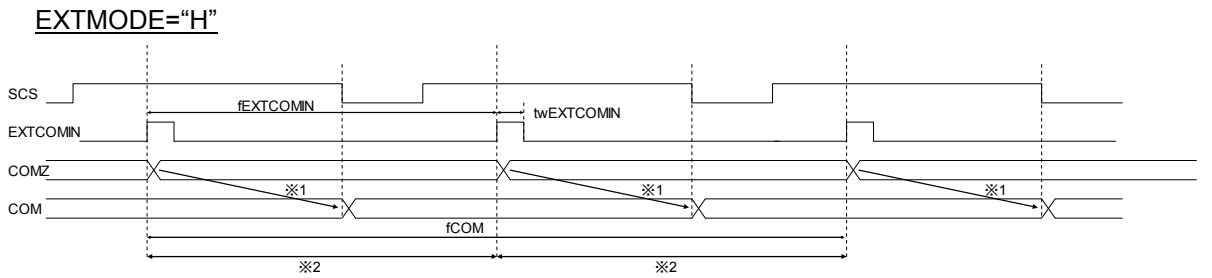 EXTMODE=“H”
SCS
fEXTCOMIN
twEXTCOMIN
EXTCOMIN
COMZ
※1
※1
※1
COM
fCOM
※2
※2